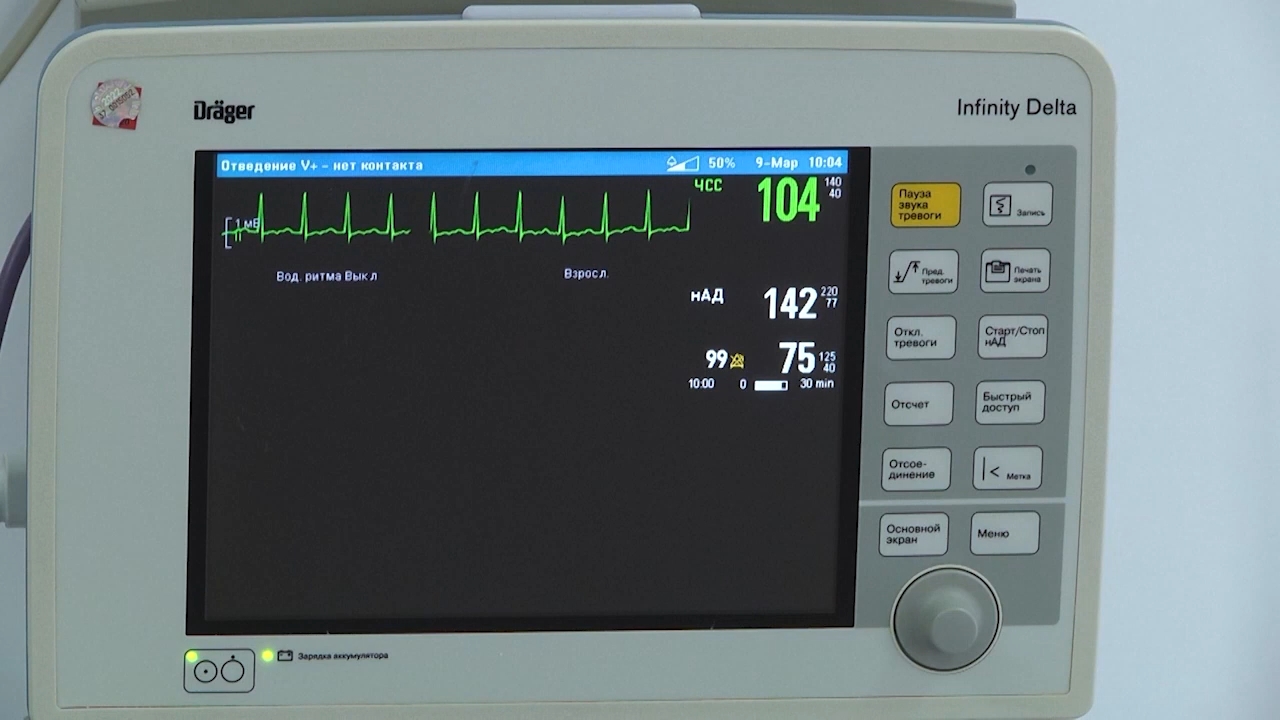 Dräger
Infinity Delta
Отведение V+ - нет контакта
50%
9-Мар 10:04
1 мВ
II
ЧСС
104
140
40
Вод. ритма Выкл
Взросл.
нАД
142
220
77
99
75
125
40
10:00
0
30 min
Пауза
звука
тревоги
Запись
Пред.
тревоги
Печать
экрана
Откл.
тревоги
Старт/Стоп
нАД
Отсчет
Быстрый
доступ
Отсое-
динение
Метка
Основной
экран
Меню
Зарядка аккумулятора